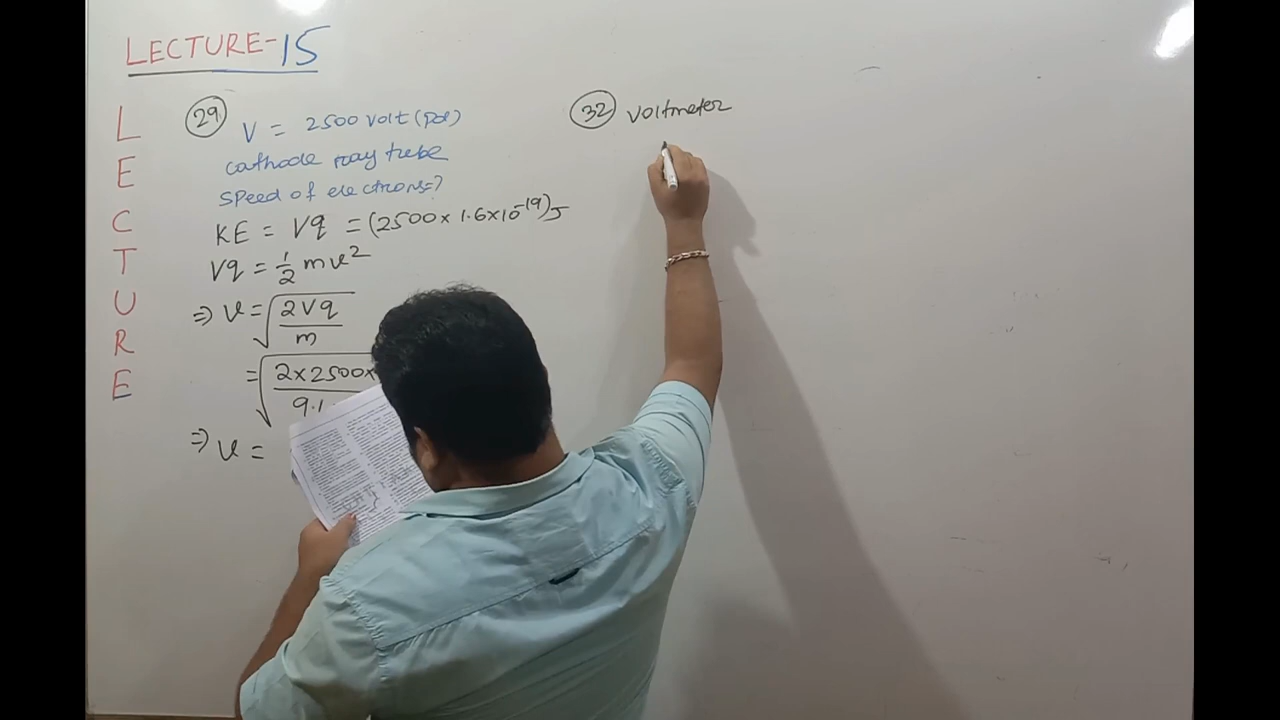 LECTURE-15
LECTURE
29 V = 2500 volt (pd)
cathode ray tube
speed of electrons=?
KE = Vq = (2500 × 1.6×10⁻¹⁹)J
Vq = 1/2 mv²
⇒ v = √(2Vq/m)
= √(2×2500×/9.1
⇒ v =
32 voltmeter